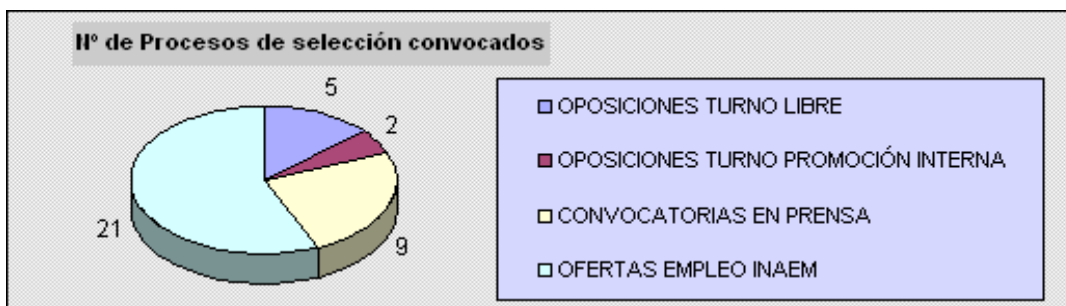 Nº de Procesos de selección convocados
5
2
9
21
OPOSICIONES TURNO LIBRE
OPOSICIONES TURNO PROMOCIÓN INTERNA
CONVOCATORIAS EN PRENSA
OFERTAS EMPLEO INAEM